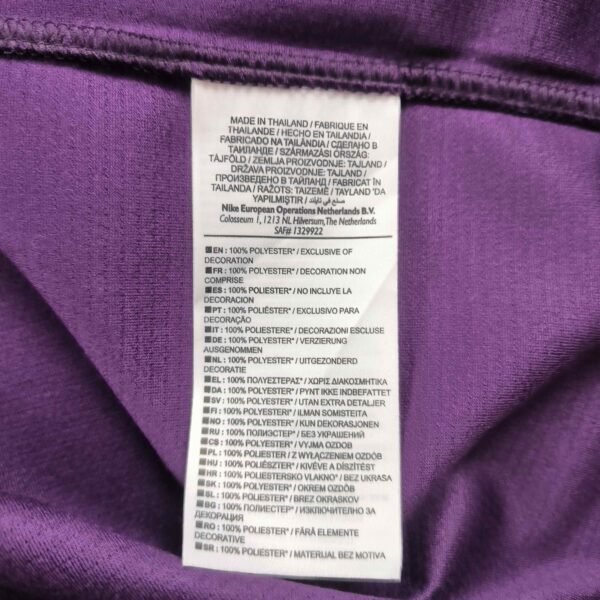 MADE IN THAILAND / FABRIQUE EN
THAILANDE / HECHO EN TAILANDIA /
FABRICADO NA TAILÂNDIA / СДЕЛАНО В
ТАИЛАНДЕ / SZÁRMAZÁSI ORSZÁG:
TÁJFÖLD / ZEMLJA PROIZVODNJE: TAJLAND /
DRŽAVA PROIZVODNJE: TAJLAND /
ПРОИЗВЕДЕНО В ТАЙЛАНД / FABRICAT ÎN
TAILANDA / RAŽOTS: TAIZEMĒ / TAYLAND 'DA
YAPILMIŞTIR / صنع في تايلند
Nike European Operations Netherlands B.V.
Colosseum 1, 1213 NL Hilversum, The Netherlands
SAF# 1329922
EN : 100% POLYESTER* / EXCLUSIVE OF
DECORATION
FR : 100% POLYESTER* / DECORATION NON
COMPRISE
ES : 100% POLIÉSTER* / NO INCLUYE LA
DECORACION
PT : 100% POLIÉSTER* / EXCLUSIVO PARA
DECORAÇÃO
IT : 100% POLIESTERE* / DECORAZIONI ESCLUSE
DE : 100% POLYESTER* / VERZIERUNG
AUSGENOMMEN
NL : 100% POLYESTER* / UITGEZONDERD
DECORATIE
EL : 100% ΠΟΛΥΕΣΤΕΡΑΣ* / ΧΩΡΙΣ ΔΙΑΚΟΣΜΗΤΙΚΑ
DA : 100% POLYESTER* / PYNT IKKE INDBEFATTET
SV : 100% POLYESTER* / UTAN EXTRA DETALJER
FI : 100% POLYESTERI* / ILMAN SOMISTEITA
NO : 100% POLYESTER* / KUN DEKORASJONEN
RU : 100% ПОЛИЭСТЕР* / БЕЗ УКРАШЕНИЙ
CS : 100% POLYESTER* / VYJMA OZDOB
PL : 100% POLIESTER / Z WYŁĄCZENIEM OZDÓB
HU : 100% POLIÉSZTER* / KIVÉVE A DÍSZÍTÉST
HR : 100% POLIESTERSKO VLAKNO* / BEZ UKRASA
SK : 100% POLYESTER* / OKREM OZDÔB
SL : 100% POLIESTER* / BREZ OKRASKOV
BG : 100% ПОЛИЕСТЕР* / ИЗКЛЮЧИТЕЛНО ЗА
ДЕКОРАЦИЯ
RO : 100% POLIESTER* / FĂRĂ ELEMENTE
DECORATIVE
SR : 100% POLIESTER* / MATERIJAL BEZ MOTIVA